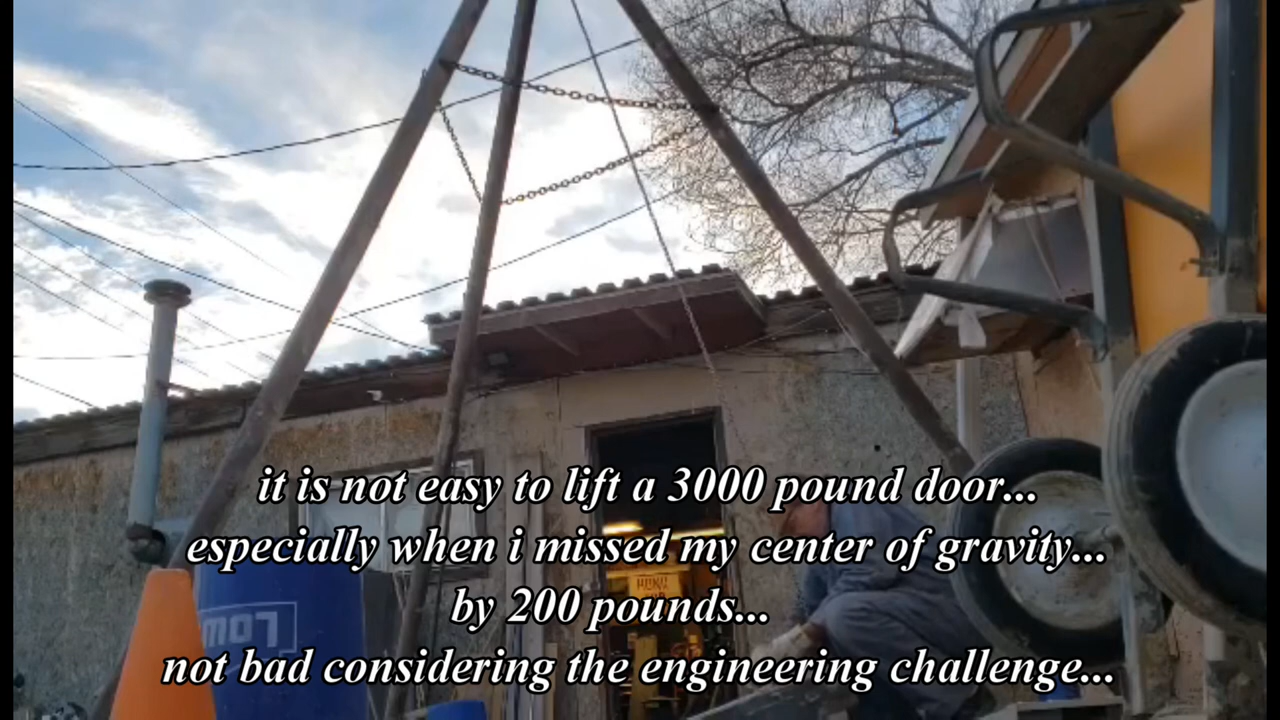 it is not easy to lift a 3000 pound door...
especially when i missed my center of gravity...
by 200 pounds...
not bad considering the engineering challenge...